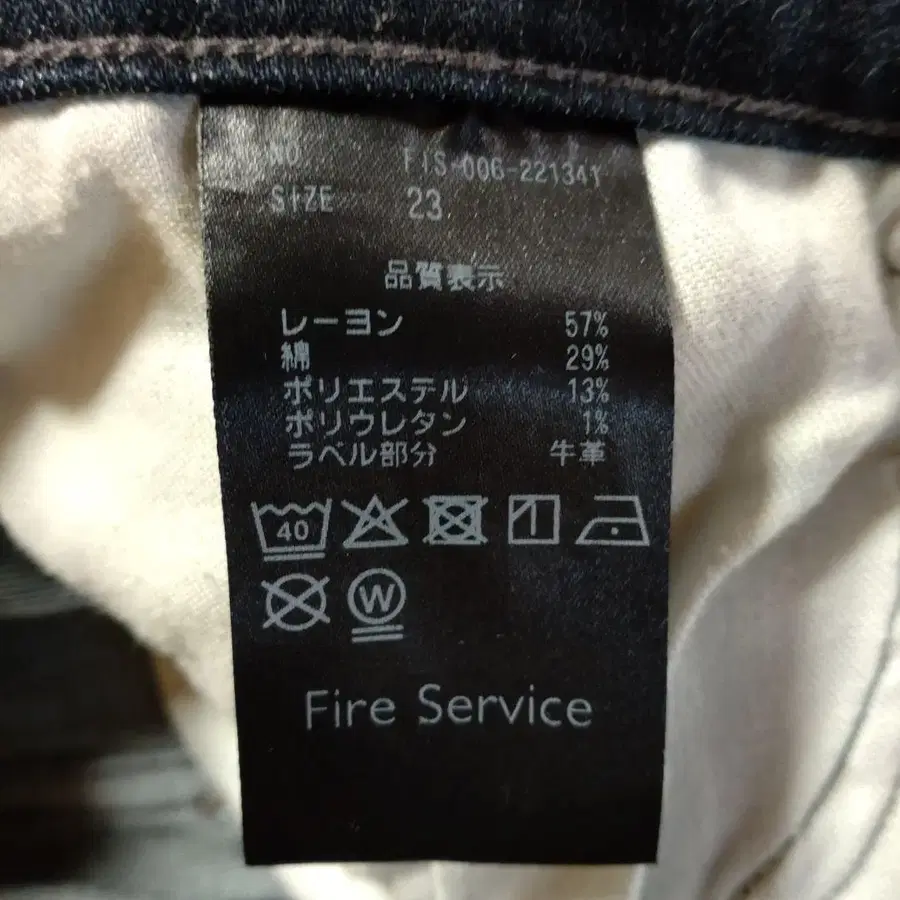 NO. FIS-006-221341
SIZE 23
品質表示
レーヨン 57%
綿 29%
ポリエステル 13%
ポリウレタン 1%
ラベル部分 牛革
40
W
Fire Service